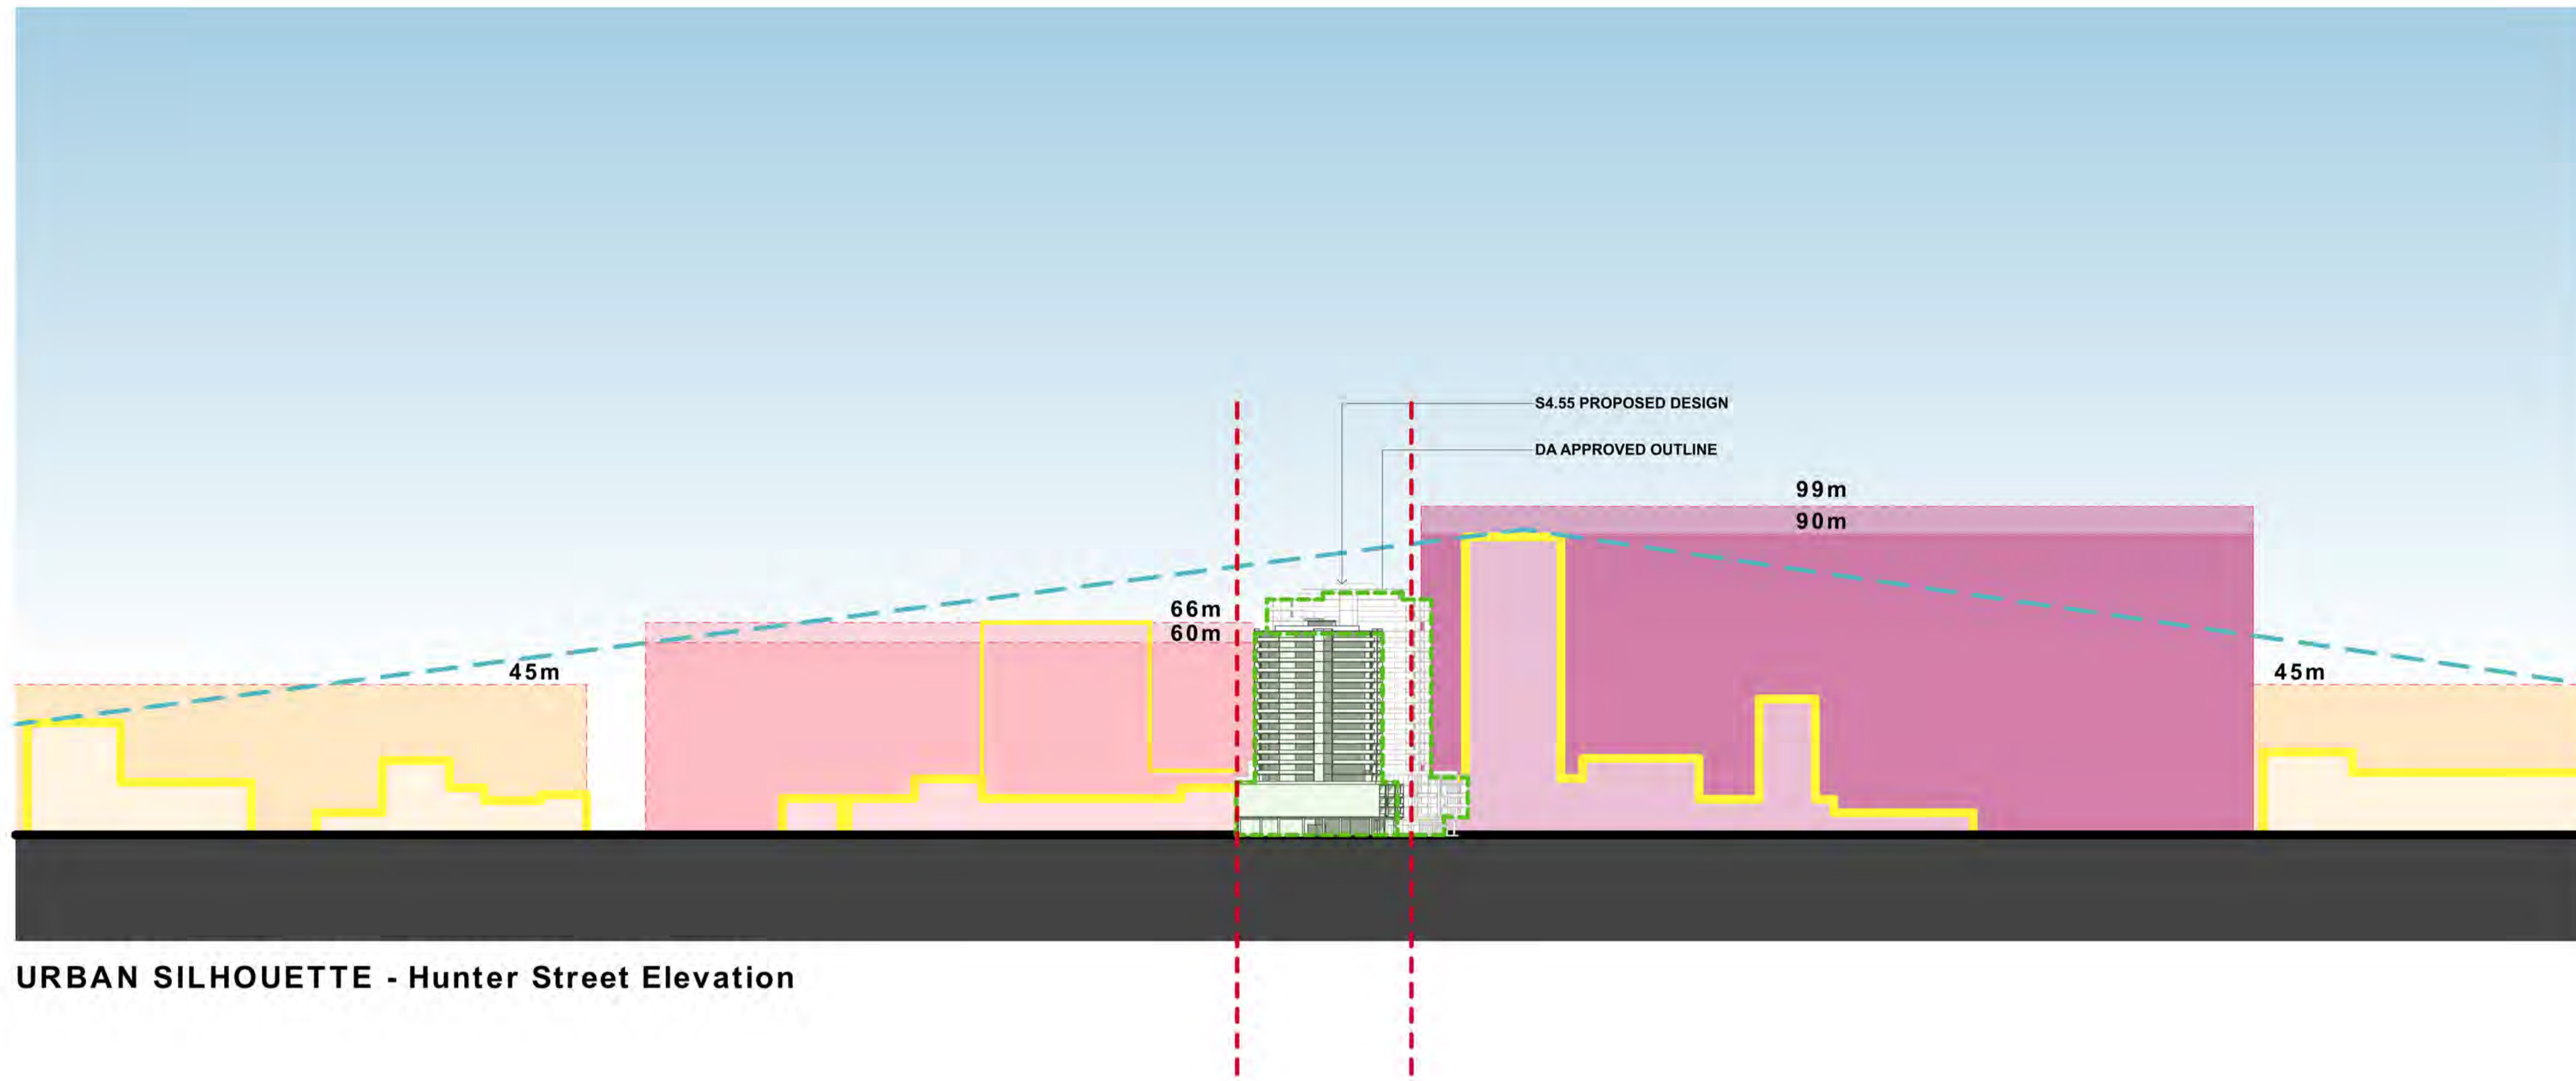 S4.55 PROPOSED DESIGN
DA APPROVED OUTLINE
99m
90m
66m
60m
45m
45m
URBAN SILHOUETTE - Hunter Street Elevation